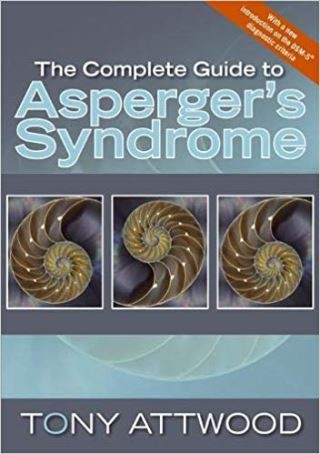 With a new
introduction on the DSM-5®
diagnostic criteria
The Complete Guide to
Asperger's
Syndrome
TONY ATTWOOD